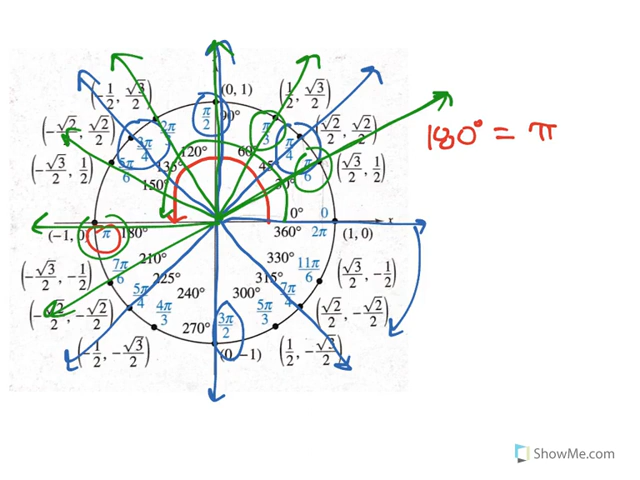 (0, 1)
(-1/2, √3/2) π/2 90° (1/2, √3/2)
(-√2/2, √2/2) 3π/4 2π/3 120° 60° π/3 π/4 (√2/2, √2/2)
180° = π
(-√3/2, 1/2) 5π/6 135° 45° π/6 (√3/2, 1/2)
150° 30°
0° 0 x
(-1, 0) π 180° 360° 2π (1, 0)
(-√3/2, -1/2) 7π/6 210° 330° 11π/6 (√3/2, -1/2)
225° 315°
(-√2/2, -√2/2) 5π/4 240° 300° 7π/4 (√2/2, -√2/2)
4π/3 270° 3π/2 5π/3
(-1/2, -√3/2) (0, -1) (1/2, -√3/2)
ShowMe.com